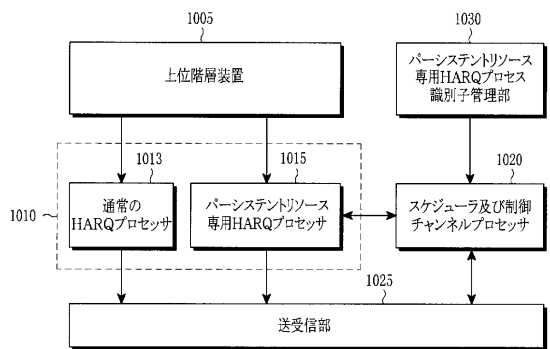 1005
上位階層装置
1030
パーシステントリソース
専用HARQプロセス
識別子管理部
1010
1013
通常の
HARQプロセッサ
1015
パーシステントリソース
専用HARQプロセッサ
1020
スケジューラ及び制御
チャンネルプロセッサ
1025
送受信部